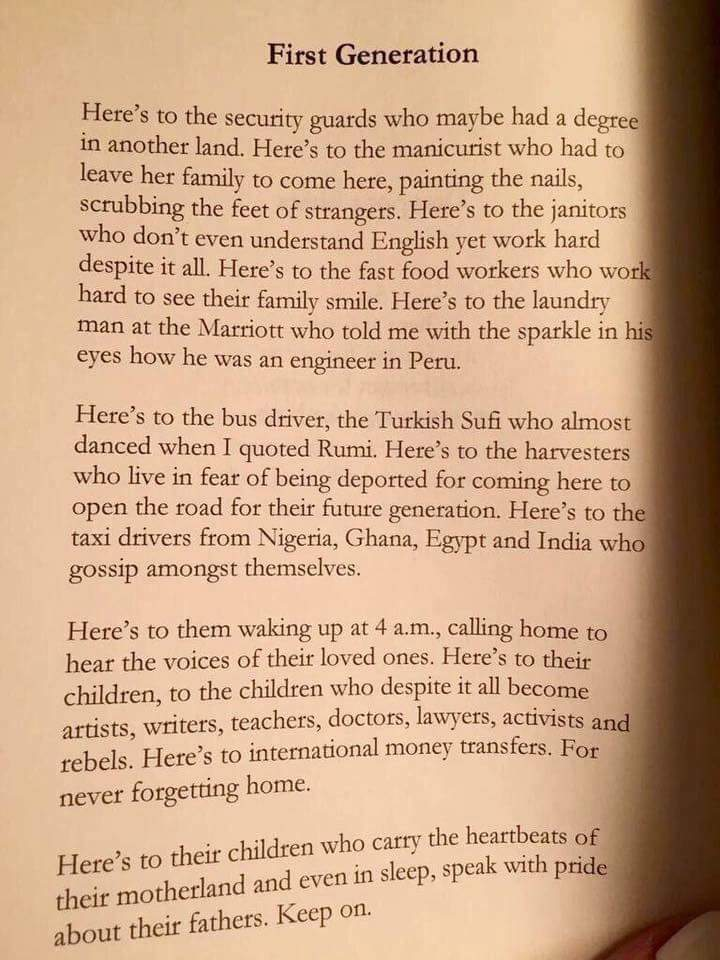 First Generation
Here's to the security guards who maybe had a degree
in another land. Here's to the manicurist who had to
leave her family to come here, painting the nails,
scrubbing the feet of strangers. Here's to the janitors
who don't even understand English yet work hard
despite it all. Here's to the fast food workers who work
hard to see their family smile. Here's to the laundry
man at the Marriott who told me with the sparkle in his
eyes how he was an engineer in Peru.
Here's to the bus driver, the Turkish Sufi who almost
danced when I quoted Rumi. Here's to the harvesters
who live in fear of being deported for coming here to
open the road for their future generation. Here's to the
taxi drivers from Nigeria, Ghana, Egypt and India who
gossip amongst themselves.
Here's to them waking up at 4 a.m., calling home to
hear the voices of their loved ones. Here's to their
children, to the children who despite it all become
artists, writers, teachers, doctors, lawyers, activists and
rebels. Here's to international money transfers. For
never forgetting home.
Here's to their children who carry the heartbeats of
their motherland and even in sleep, speak with pride
about their fathers. Keep on.